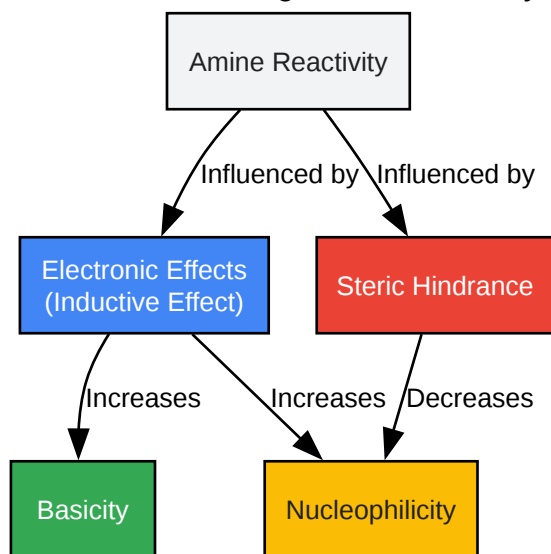 Amine Reactivity
Influenced by
Influenced by
Electronic Effects
(Inductive Effect)
Steric Hindrance
Increases
Increases
Decreases
Basicity
Nucleophilicity